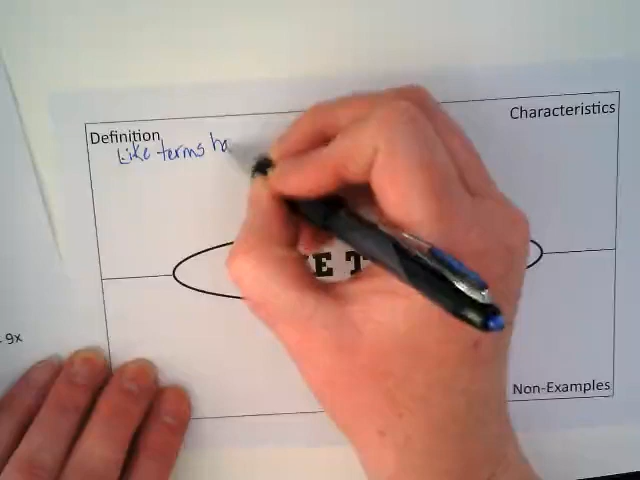 Definition
Characteristics
Like terms ha
E T
- 9x
Non-Examples